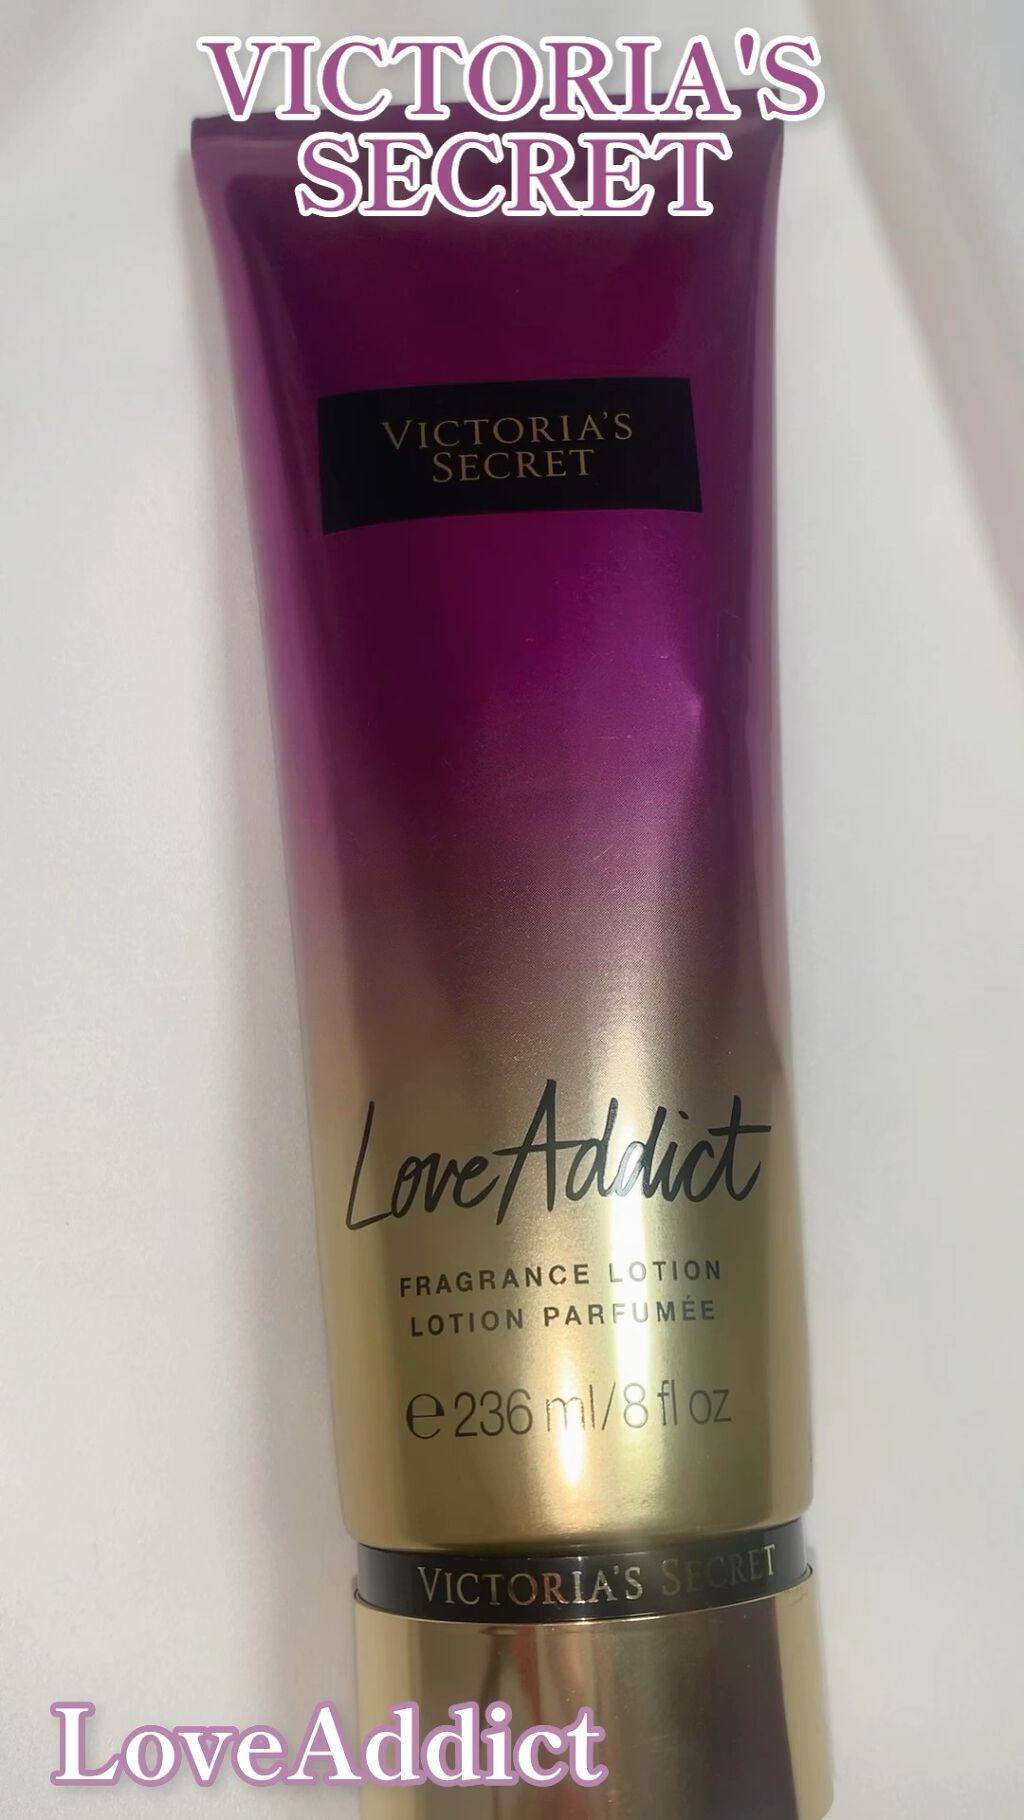 VICTORIA'S
SECRET
VICTORIA'S
SECRET
Love Addict
FRAGRANCE LOTION
LOTION PARFUMÉE
℮ 236 ml/8 fl oz
VICTORIA'S SECRET
LoveAddict